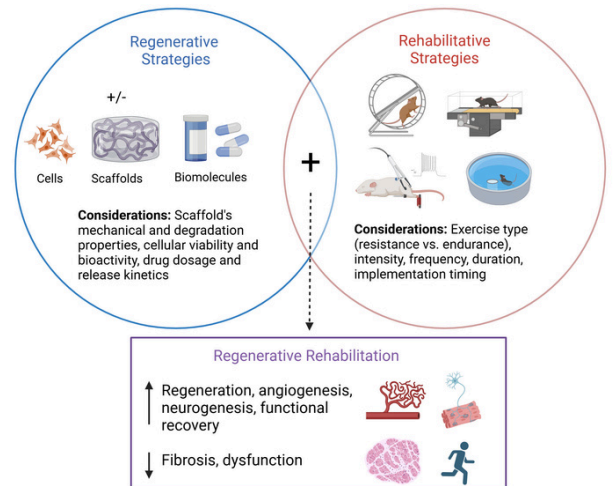 Regenerative
Strategies
+/-
Cells
Scaffolds
Biomolecules
Considerations: Scaffold's
mechanical and degradation
properties, cellular viability and
bioactivity, drug dosage and
release kinetics
+
Rehabilitative
Strategies
Considerations: Exercise type
(resistance vs. endurance),
intensity, frequency, duration,
implementation timing
Regenerative Rehabilitation
Regeneration, angiogenesis,
neurogenesis, functional
recovery
Fibrosis, dysfunction